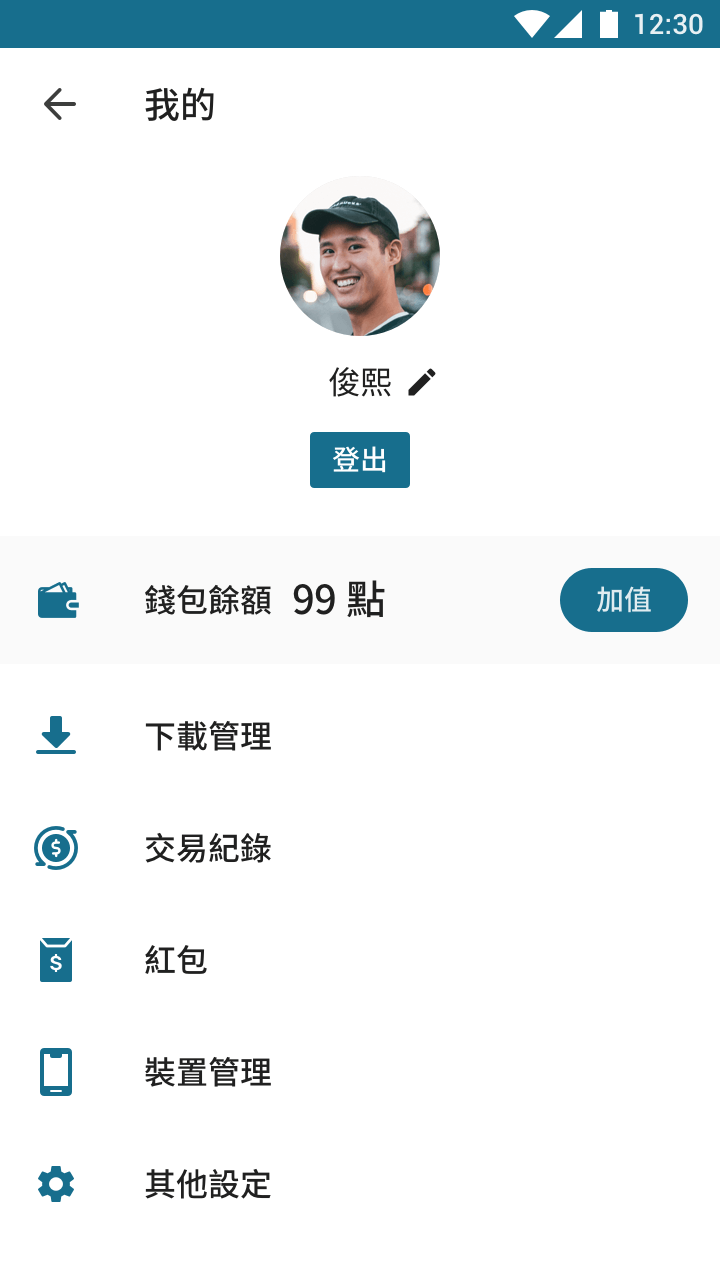 12:30
我的
俊熙
登出
錢包餘額 99 點 加值
下載管理
交易紀錄
$
紅包
$
裝置管理
其他設定